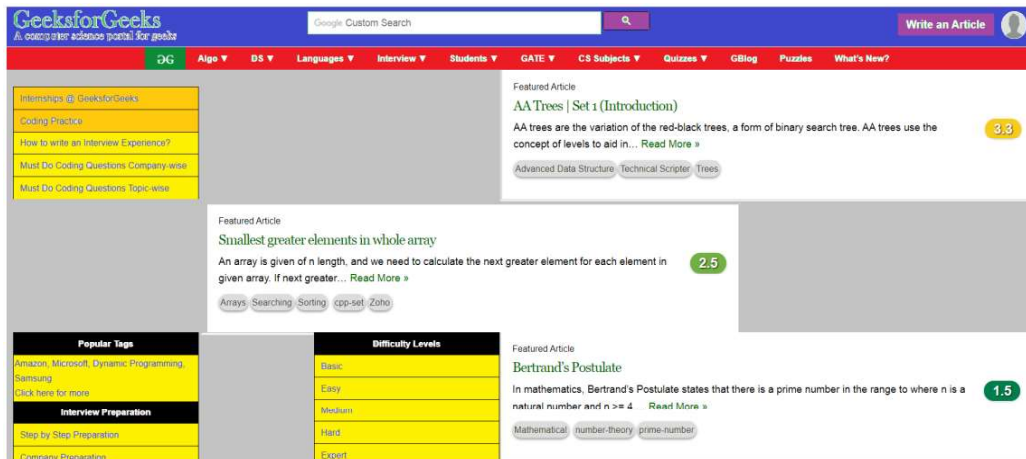 GeeksforGeeks
A computer science portal for geeks
Google Custom Search
Write an Article
Algo ▼ DS ▼ Languages ▼ Interview ▼ Students ▼ GATE ▼ CS Subjects ▼ Quizzes ▼ GBlog Puzzles What's New?
Internships @ GeeksforGeeks
Coding Practice
How to write an Interview Experience?
Must Do Coding Questions Company-wise
Must Do Coding Questions Topic-wise
Featured Article
AA Trees | Set 1 (Introduction)
AA trees are the variation of the red-black trees, a form of binary search tree. AA trees use the
concept of levels to aid in… Read More »
3.3
Advanced Data Structure Technical Scripter Trees
Featured Article
Smallest greater elements in whole array
An array is given of n length, and we need to calculate the next greater element for each element in
given array. If next greater… Read More »
2.5
Arrays Searching Sorting cpp-set Zoho
Popular Tags
Amazon, Microsoft, Dynamic Programming,
Samsung
Click here for more
Interview Preparation
Step by Step Preparation
Company Preparation
Difficulty Levels
Basic
Easy
Medium
Hard
Expert
Featured Article
Bertrand's Postulate
In mathematics, Bertrand's Postulate states that there is a prime number in the range to where n is a
natural number and n >= 4.… Read More »
1.5
Mathematical number-theory prime-number